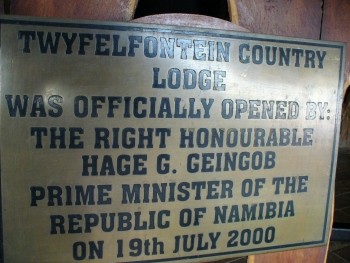 TWYFELFONTEIN COUNTRY
LODGE
WAS OFFICIALLY OPENED BY:
THE RIGHT HONOURABLE
HAGE G. GEINGOB
PRIME MINISTER OF THE
REPUBLIC OF NAMIBIA
ON 19th JULY 2000